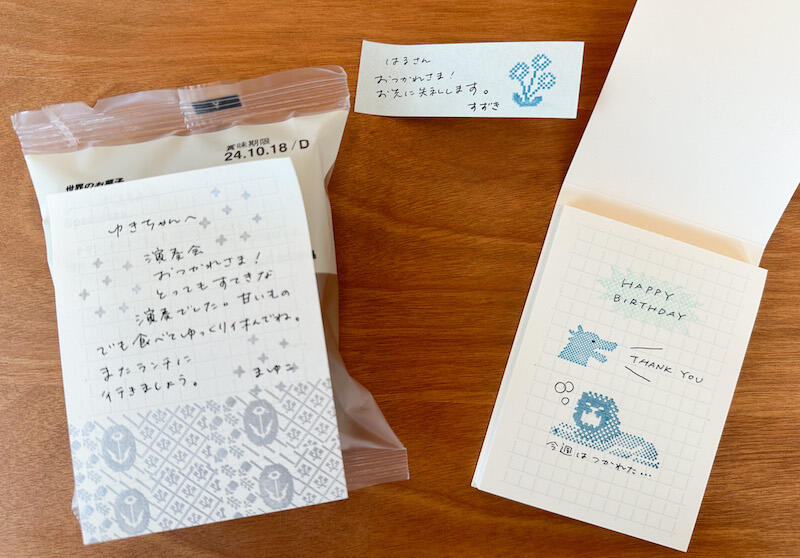 はるさん
おつかれさま!
お先に失礼します。
すずき
賞味期限
24.10.18/D
世界のお菓子
ゆきちゃんへ
演奏会
おつかれさま!
とってもすてきな
演奏でした。甘いもの
でも食べてゆっくり休んでね。
またランチに
行きましょう。
まゆこ
HAPPY
BIRTHDAY
THANK YOU
今週はつかれた…